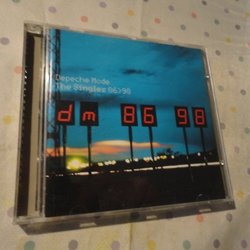 Depeche Mode
The Singles 86>98
dm 86 98